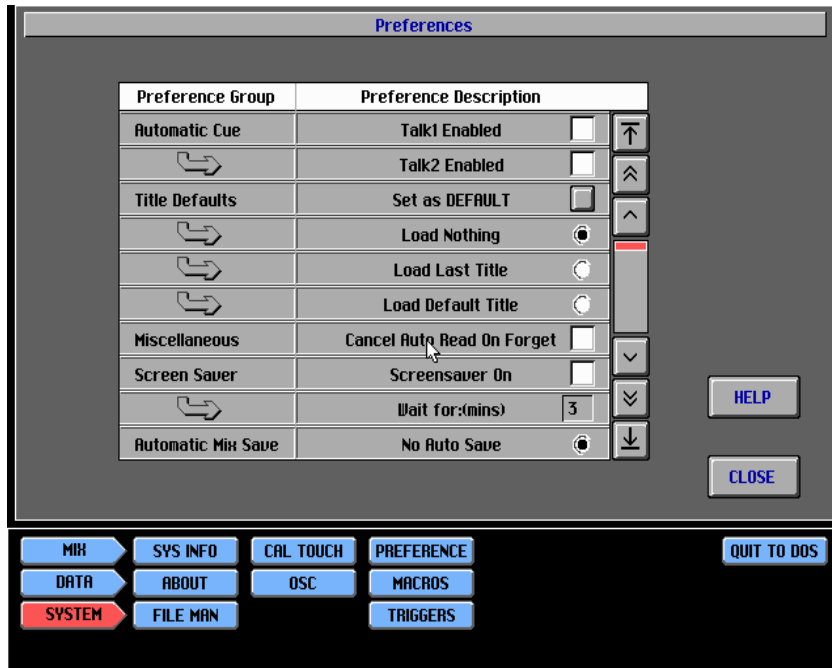 Preferences
Preference Group Preference Description
Automatic Cue Talk1 Enabled
Talk2 Enabled
Title Defaults Set as DEFAULT
Load Nothing
Load Last Title
Load Default Title
Miscellaneous Cancel Auto Read On Forget
Screen Saver Screensaver On
Wait for:(mins) 3
Automatic Mix Save No Auto Save
HELP
CLOSE
MIX SYS INFO CAL TOUCH PREFERENCE QUIT TO DOS
DATA ABOUT OSC MACROS
SYSTEM FILE MAN TRIGGERS